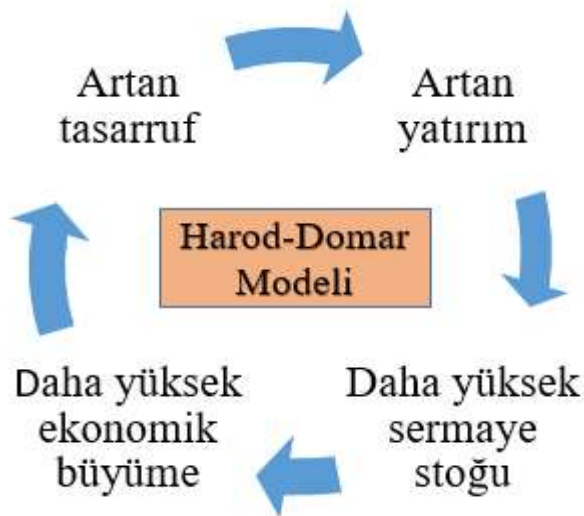 Artan
tasarruf
Artan
yatırım
Harod-Domar
Modeli
Daha yüksek
ekonomik
büyüme
Daha yüksek
sermaye
stoğu